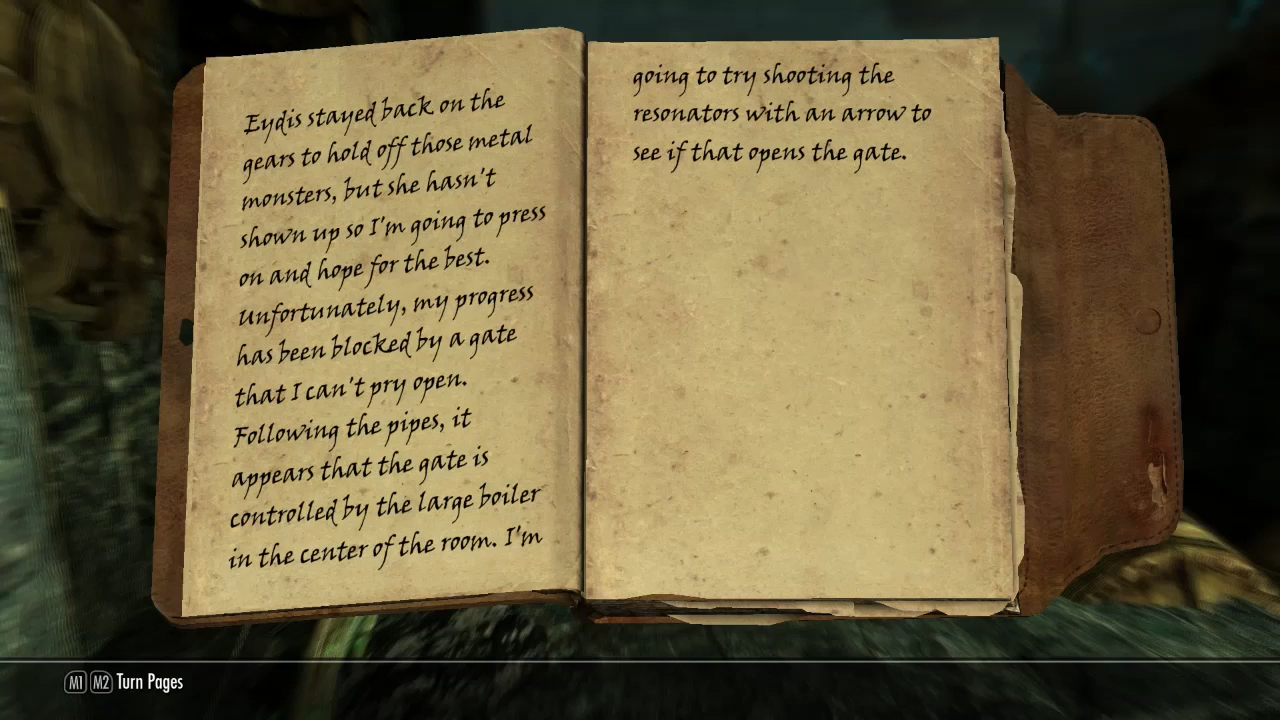 Eydis stayed back on the
gears to hold off those metal
monsters, but she hasn't
shown up so I'm going to press
on and hope for the best.
Unfortunately, my progress
has been blocked by a gate
that I can't pry open.
Following the pipes, it
appears that the gate is
controlled by the large boiler
in the center of the room. I'm
going to try shooting the
resonators with an arrow to
see if that opens the gate.
M1 M2 Turn Pages